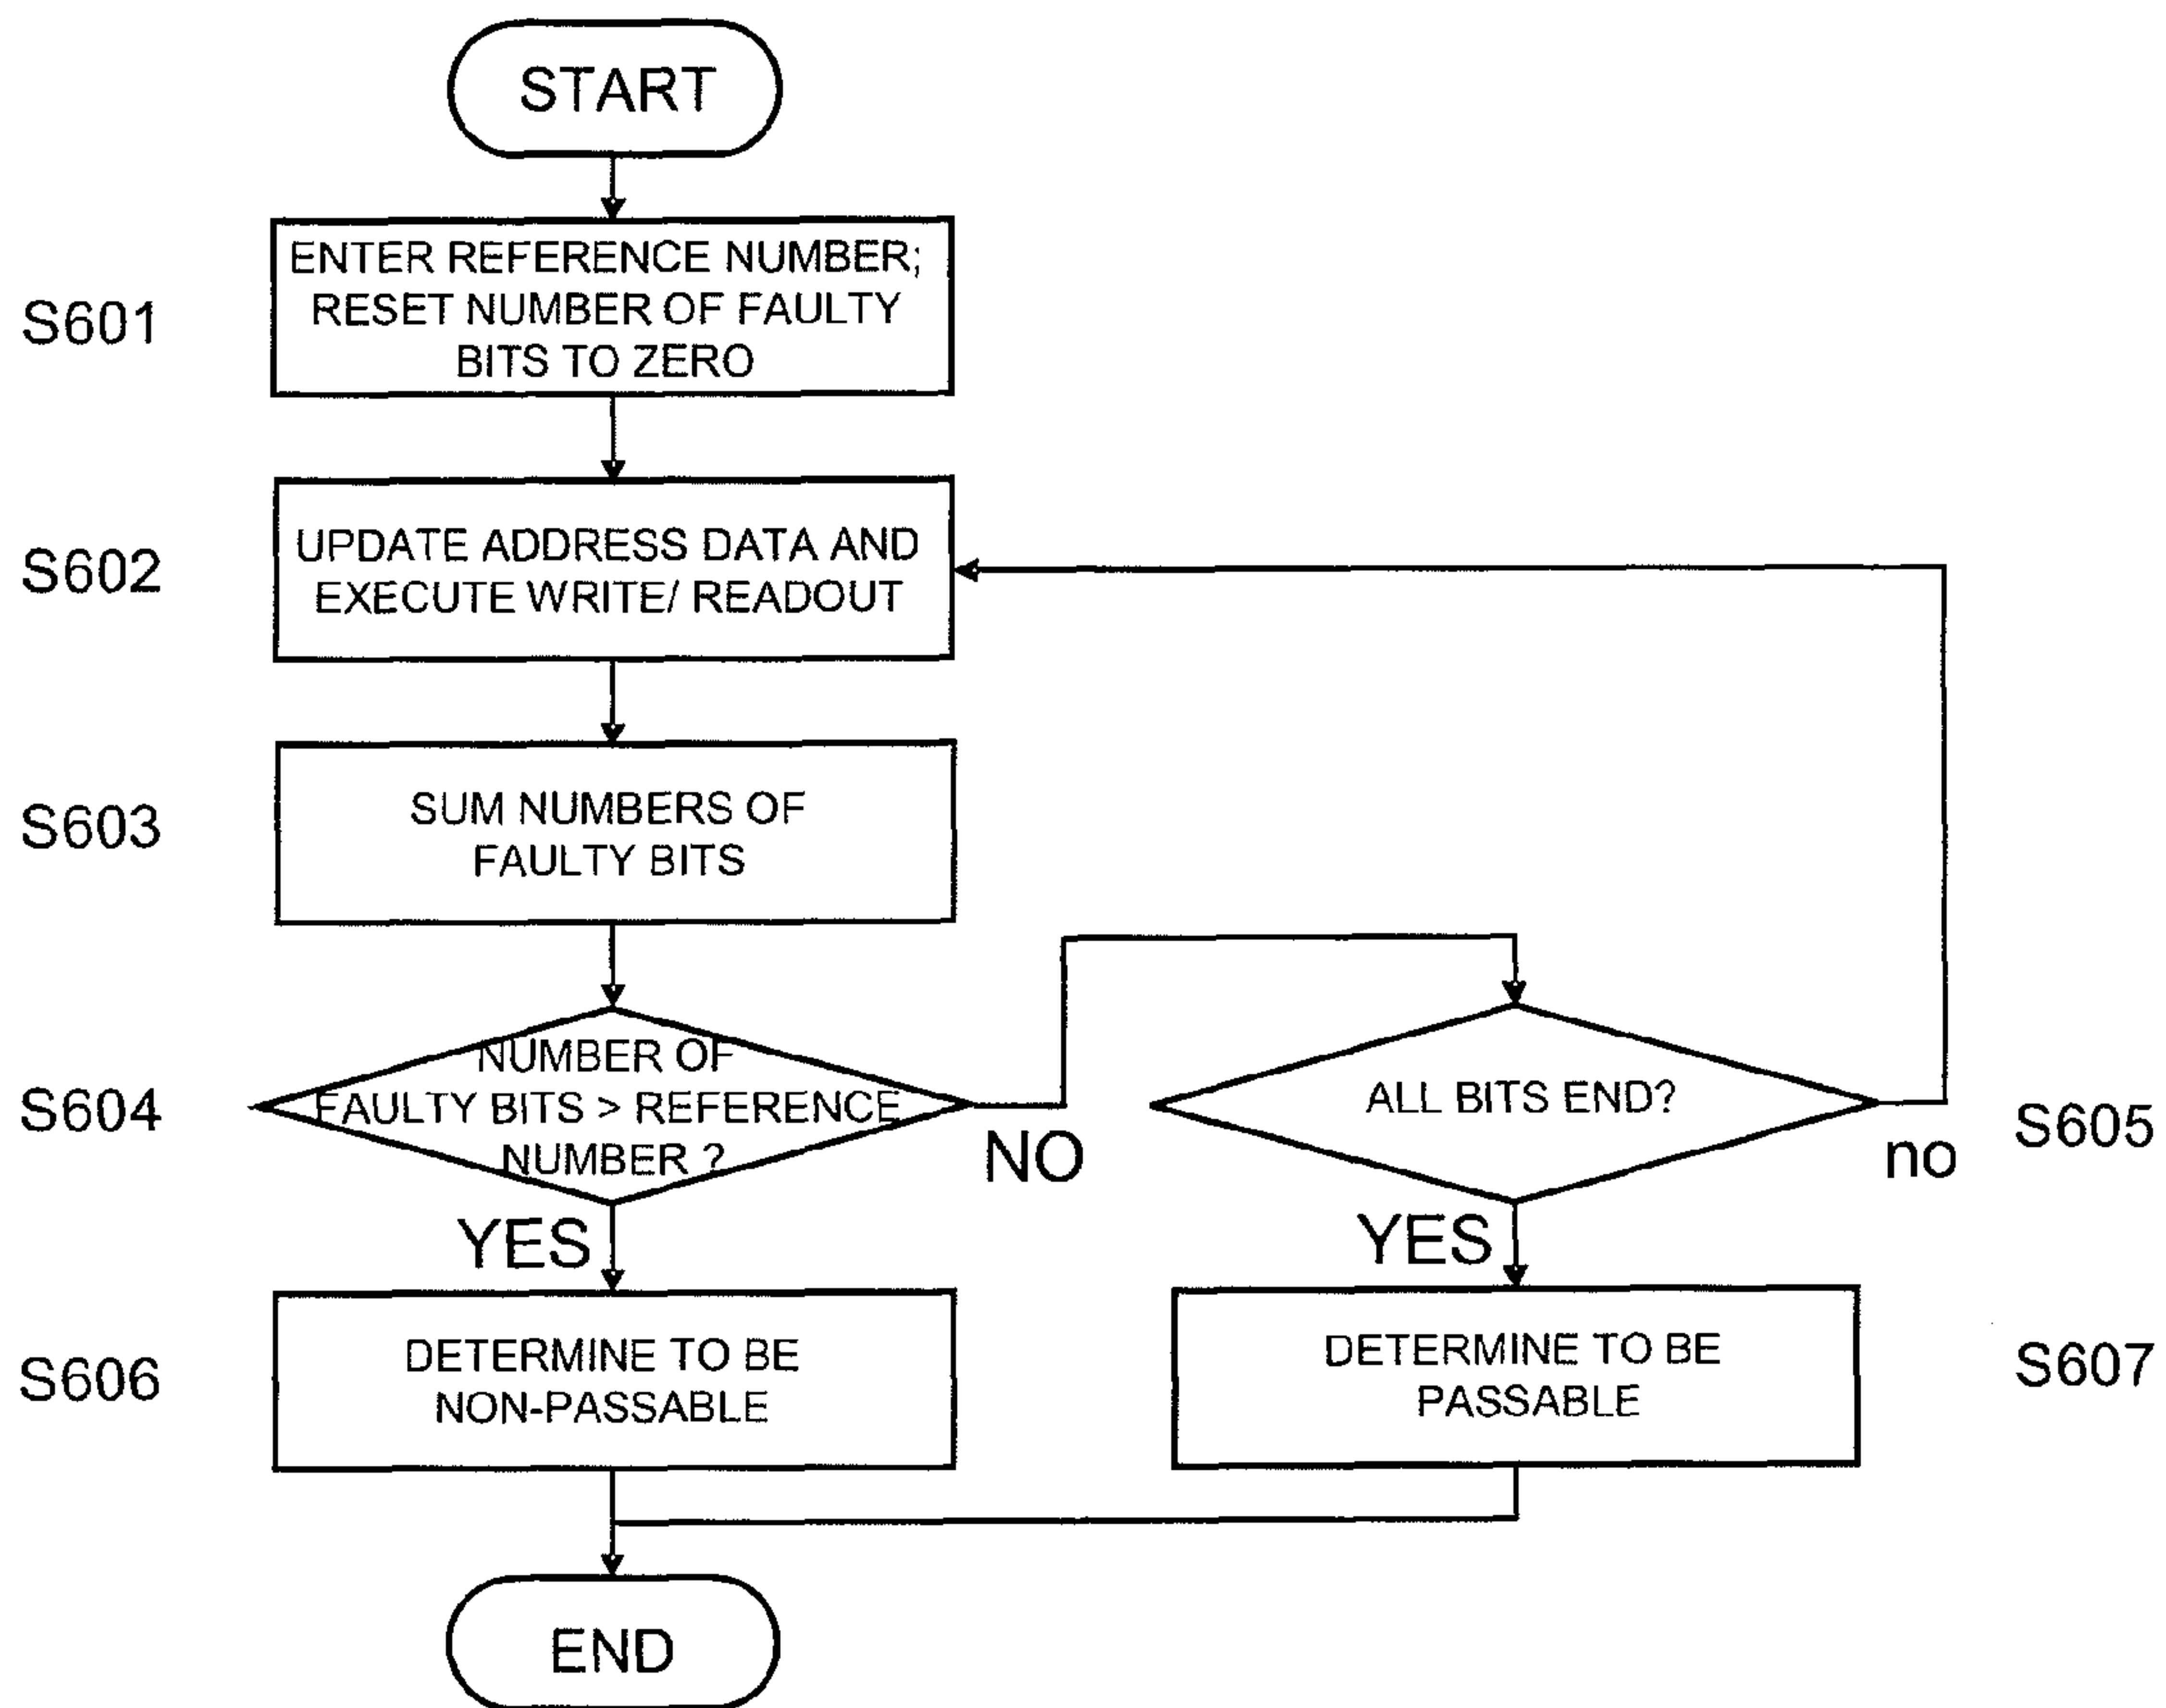 START
S601
ENTER REFERENCE NUMBER;
RESET NUMBER OF FAULTY
BITS TO ZERO
S602
UPDATE ADDRESS DATA AND
EXECUTE WRITE/ READOUT
S603
SUM NUMBERS OF
FAULTY BITS
S604
NUMBER OF
FAULTY BITS > REFERENCE
NUMBER ?
NO
YES
ALL BITS END?
S605
no
YES
S606
DETERMINE TO BE
NON-PASSABLE
DETERMINE TO BE
PASSABLE
S607
END